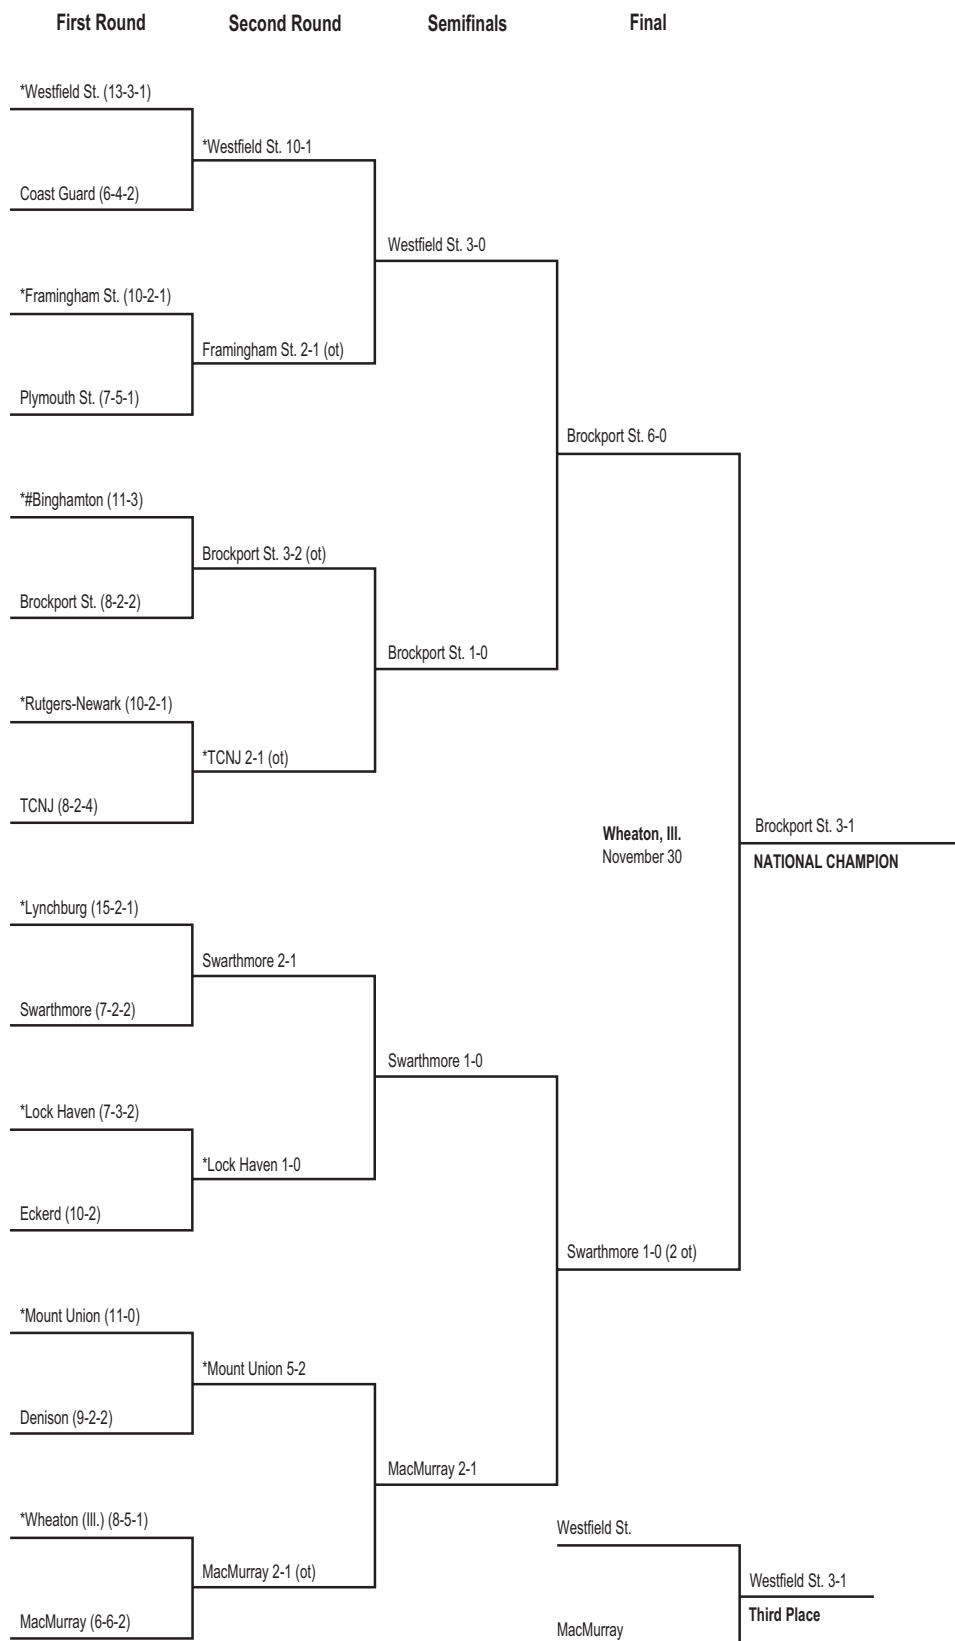 First Round
Second Round
Semifinals
Final
*Westfield St. (13-3-1)
*Westfield St. 10-1
Coast Guard (6-4-2)
Westfield St. 3-0
*Framingham St. (10-2-1)
Framingham St. 2-1 (ot)
Plymouth St. (7-5-1)
Brockport St. 6-0
*#Binghamton (11-3)
Brockport St. 3-2 (ot)
Brockport St. (8-2-2)
Brockport St. 1-0
*Rutgers-Newark (10-2-1)
*TCNJ 2-1 (ot)
TCNJ (8-2-4)
Wheaton, Ill.
November 30
Brockport St. 3-1
NATIONAL CHAMPION
*Lynchburg (15-2-1)
Swarthmore 2-1
Swarthmore (7-2-2)
Swarthmore 1-0
*Lock Haven (7-3-2)
*Lock Haven 1-0
Eckerd (10-2)
Swarthmore 1-0 (2 ot)
*Mount Union (11-0)
*Mount Union 5-2
Denison (9-2-2)
MacMurray 2-1
*Wheaton (Ill.) (8-5-1)
MacMurray 2-1 (ot)
MacMurray (6-6-2)
Westfield St.
Westfield St. 3-1
Third Place
MacMurray